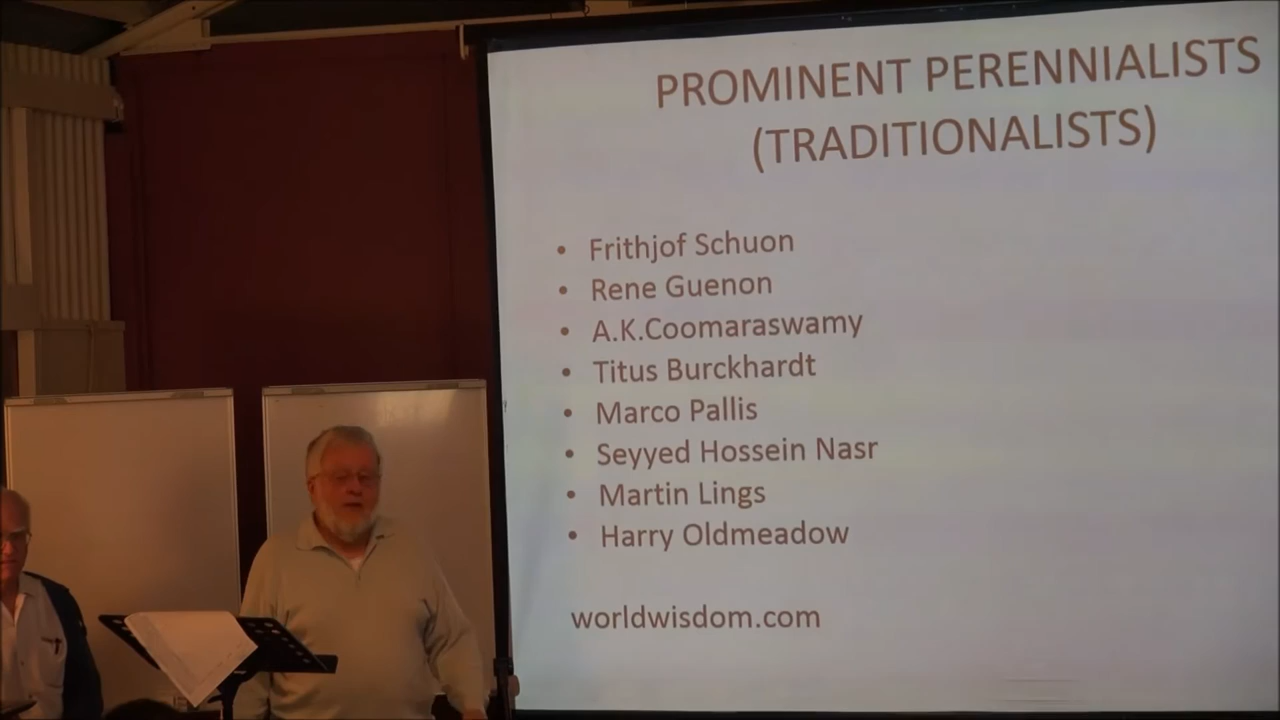 PROMINENT PERENNIALISTS
(TRADITIONALISTS)
• Frithjof Schuon
• Rene Guenon
• A.K.Coomaraswamy
• Titus Burckhardt
• Marco Pallis
• Seyyed Hossein Nasr
• Martin Lings
• Harry Oldmeadow
worldwisdom.com